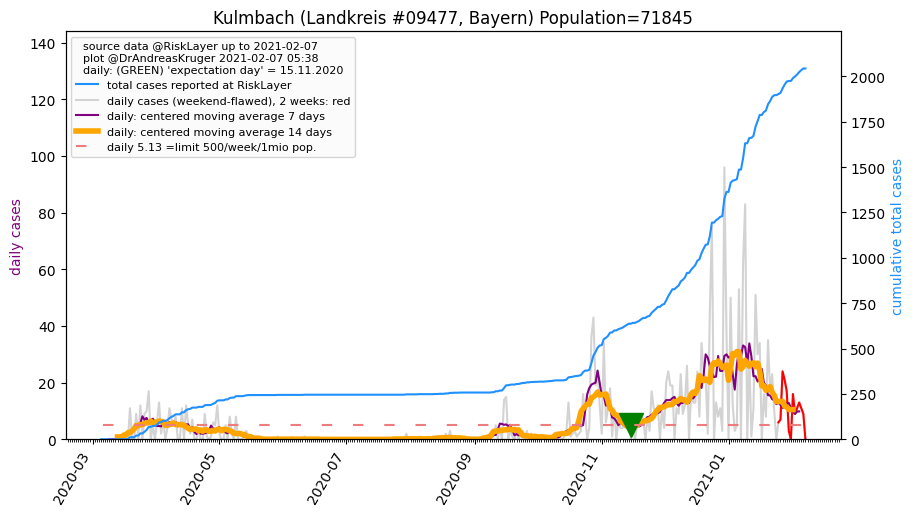 Kulmbach (Landkreis #09477, Bayern) Population=71845
source data @RiskLayer up to 2021-02-07
plot @DrAndreasKruger 2021-02-07 05:38
daily: (GREEN) 'expectation day' = 15.11.2020
total cases reported at RiskLayer
daily cases (weekend-flawed), 2 weeks: red
daily: centered moving average 7 days
daily: centered moving average 14 days
daily 5.13 =limit 500/week/1mio pop.
daily cases
140
120
100
80
60
40
20
0
cumulative total cases
2000
1750
1500
1250
1000
750
500
250
0
2020-03
2020-05
2020-07
2020-09
2020-11
2021-01